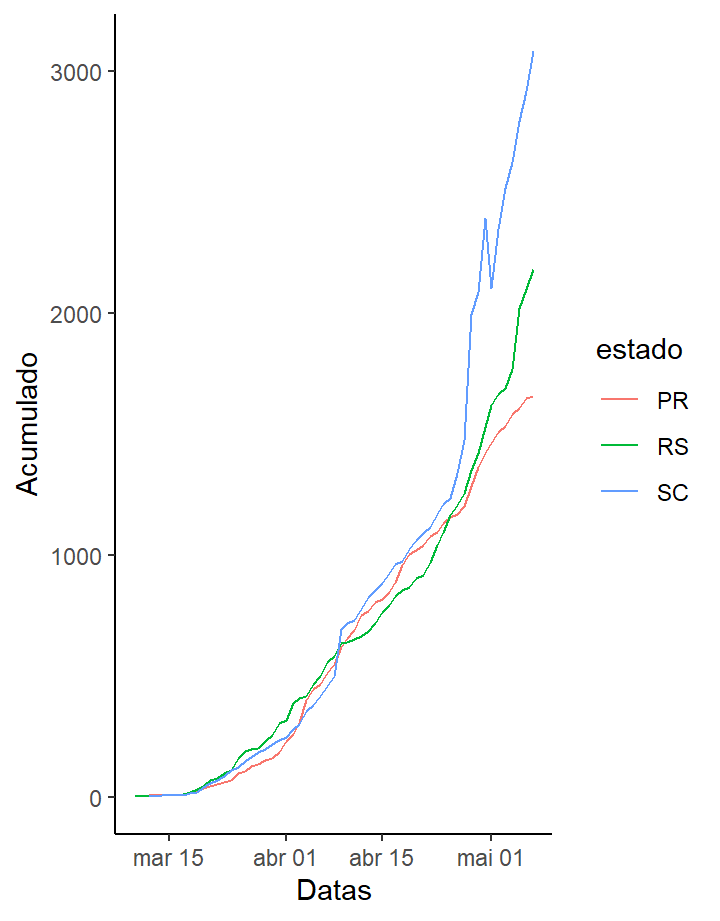 3000
2000
1000
0
Acumulado
mar 15
abr 01
abr 15
mai 01
Datas
estado
PR
RS
SC